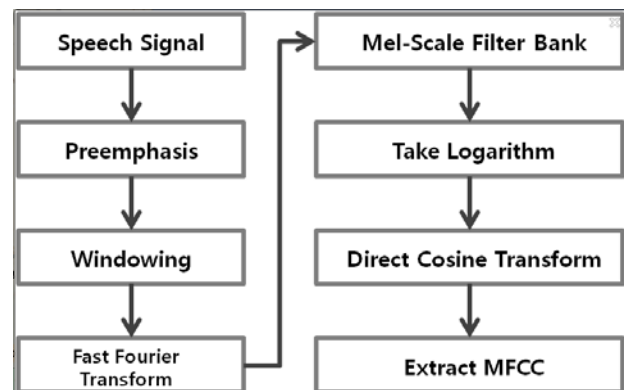 Speech Signal
Preemphasis
Windowing
Fast Fourier
Transform
Mel-Scale Filter Bank
Take Logarithm
Direct Cosine Transform
Extract MFCC